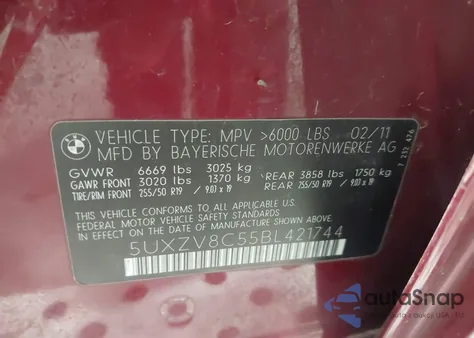 VEHICLE TYPE: MPV >6000 LBS 02/11
MFD BY BAYERISCHE MOTORENWERKE AG
GVWR 6669 lbs 3025 kg
GAWR FRONT 3020 lbs 1370 kg REAR 3858 lbs 1750 kg
TIRE/RIM FRONT 255/50 R19 / 9.0J x 19 REAR 255/50 R19 / 9.0J x 19
THIS VEHICLE CONFORMS TO ALL APPLICABLE U.S.
FEDERAL MOTOR VEHICLE SAFETY STANDARDS IN EFFECT
ON THE DATE OF MANUFACTURE SHOWN ABOVE.
5UXZV8C55BL421744
7 212 476
autoSnap